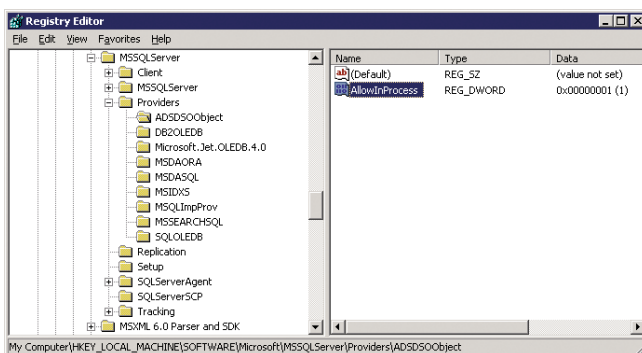 Registry Editor
File Edit View Favorites Help
MSSQLServer
Client
MSSQLServer
Providers
ADSDSOObject
DB2OLEDB
Microsoft.Jet.OLEDB.4.0
MSDAORA
MSDASQL
MSIDXS
MSQLImpProv
MSSEARCHSQL
SQLOLEDB
Replication
Setup
SQLServerAgent
SQLServerSCP
Tracking
MSXML 6.0 Parser and SDK
Name Type Data
ab (Default) REG_SZ (value not set)
AllowInProcess REG_DWORD 0x00000001 (1)
My Computer\HKEY_LOCAL_MACHINE\SOFTWARE\Microsoft\MSSQLServer\Providers\ADSDSOObject